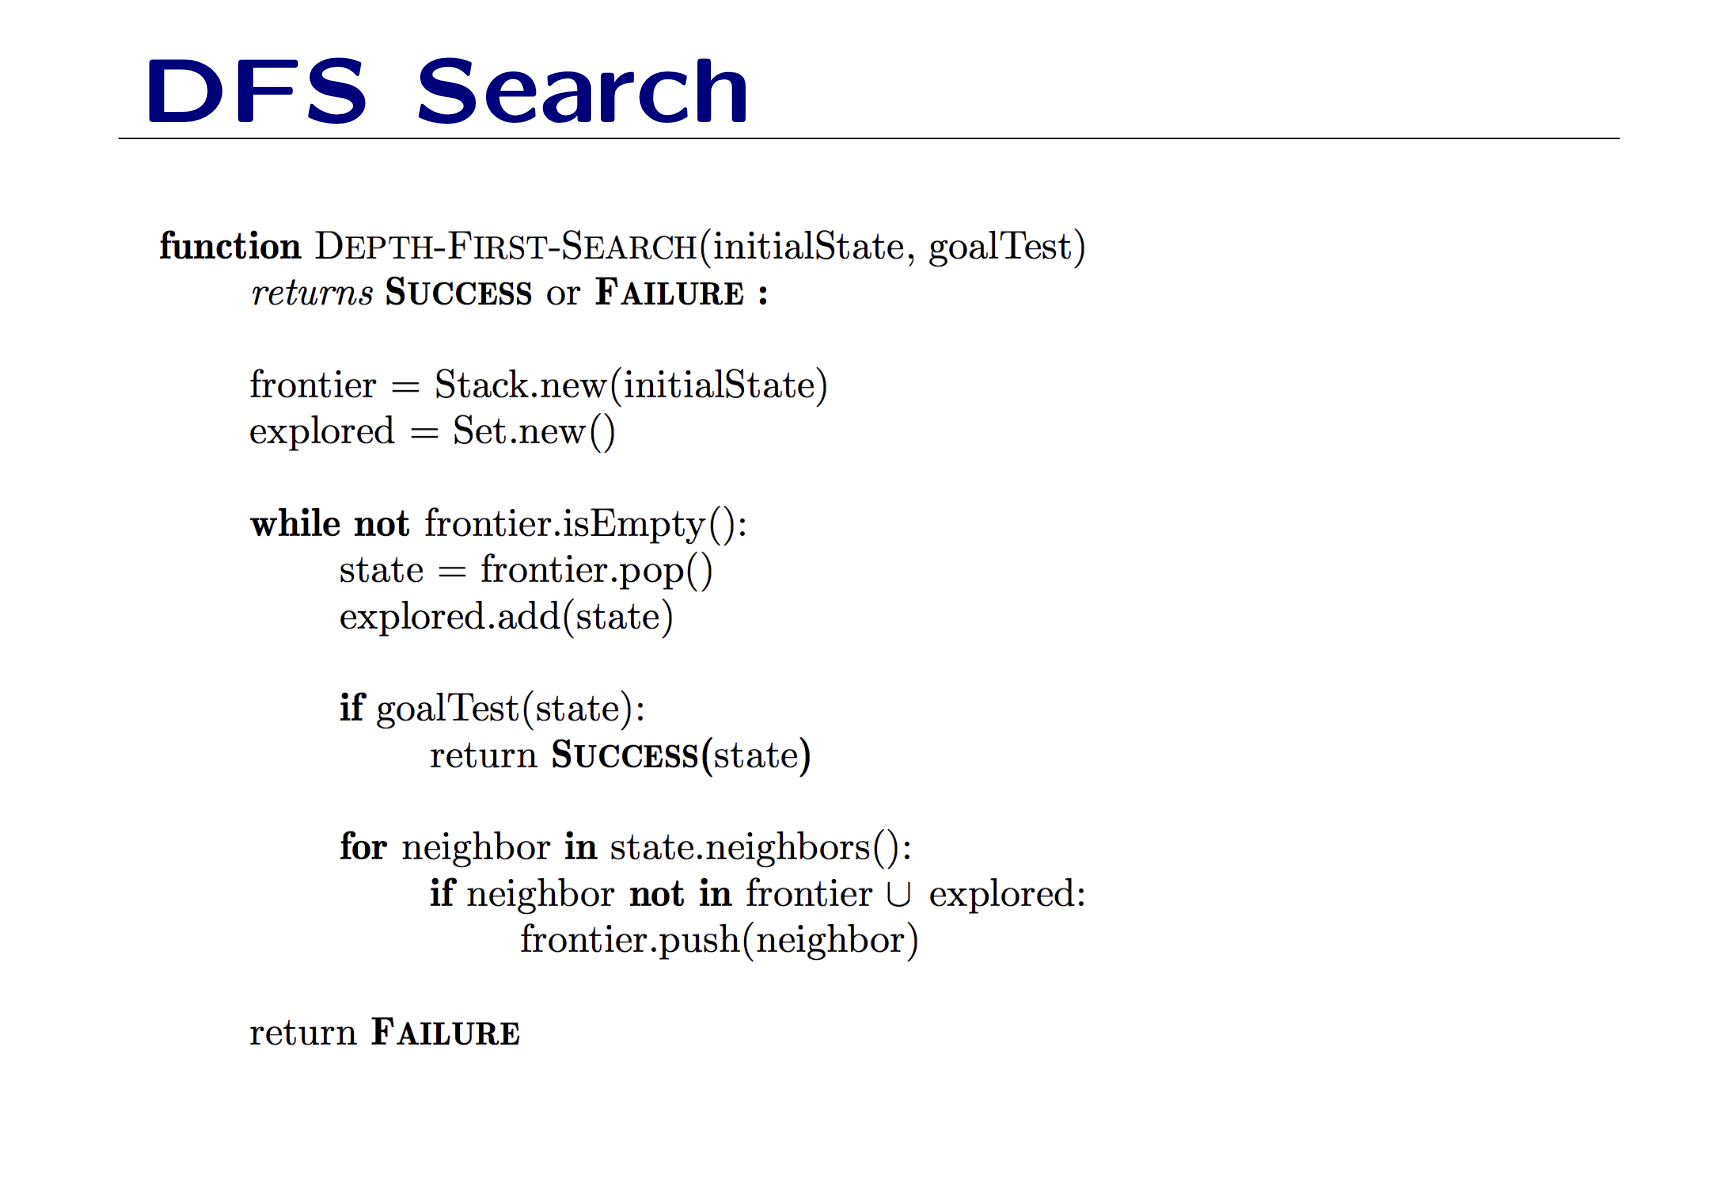 DFS Search
function DEPTH-FIRST-SEARCH(initialState, goalTest)
returns SUCCESS or FAILURE :
frontier = Stack.new(initialState)
explored = Set.new()
while not frontier.isEmpty():
state = frontier.pop()
explored.add(state)
if goalTest(state):
return SUCCESS(state)
for neighbor in state.neighbors():
if neighbor not in frontier ∪ explored:
frontier.push(neighbor)
return FAILURE